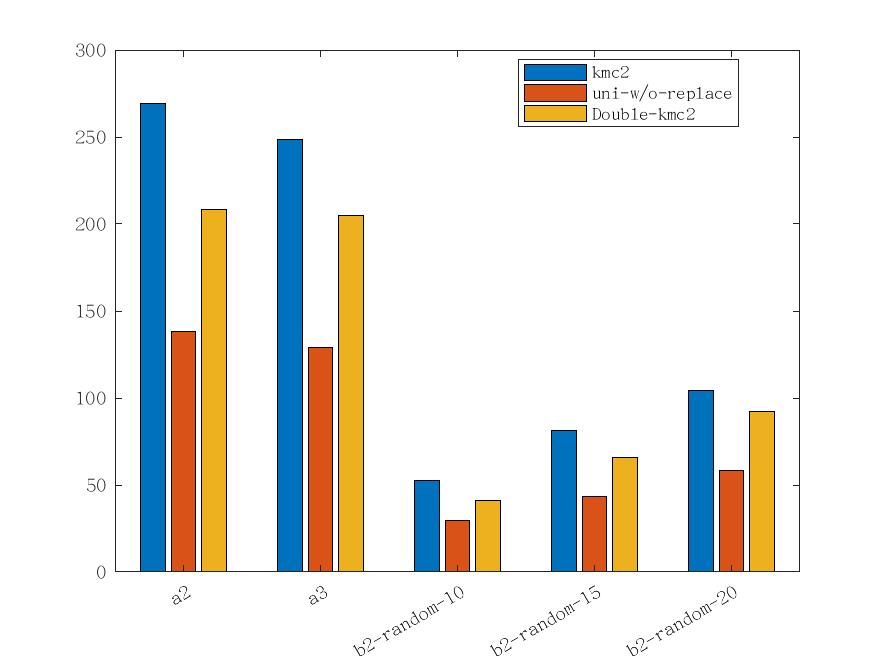 300
250
200
150
100
50
0
kmc2
uni-w/o-replace
Double-kmc2
a2
a3
b2-random-10
b2-random-15
b2-random-20